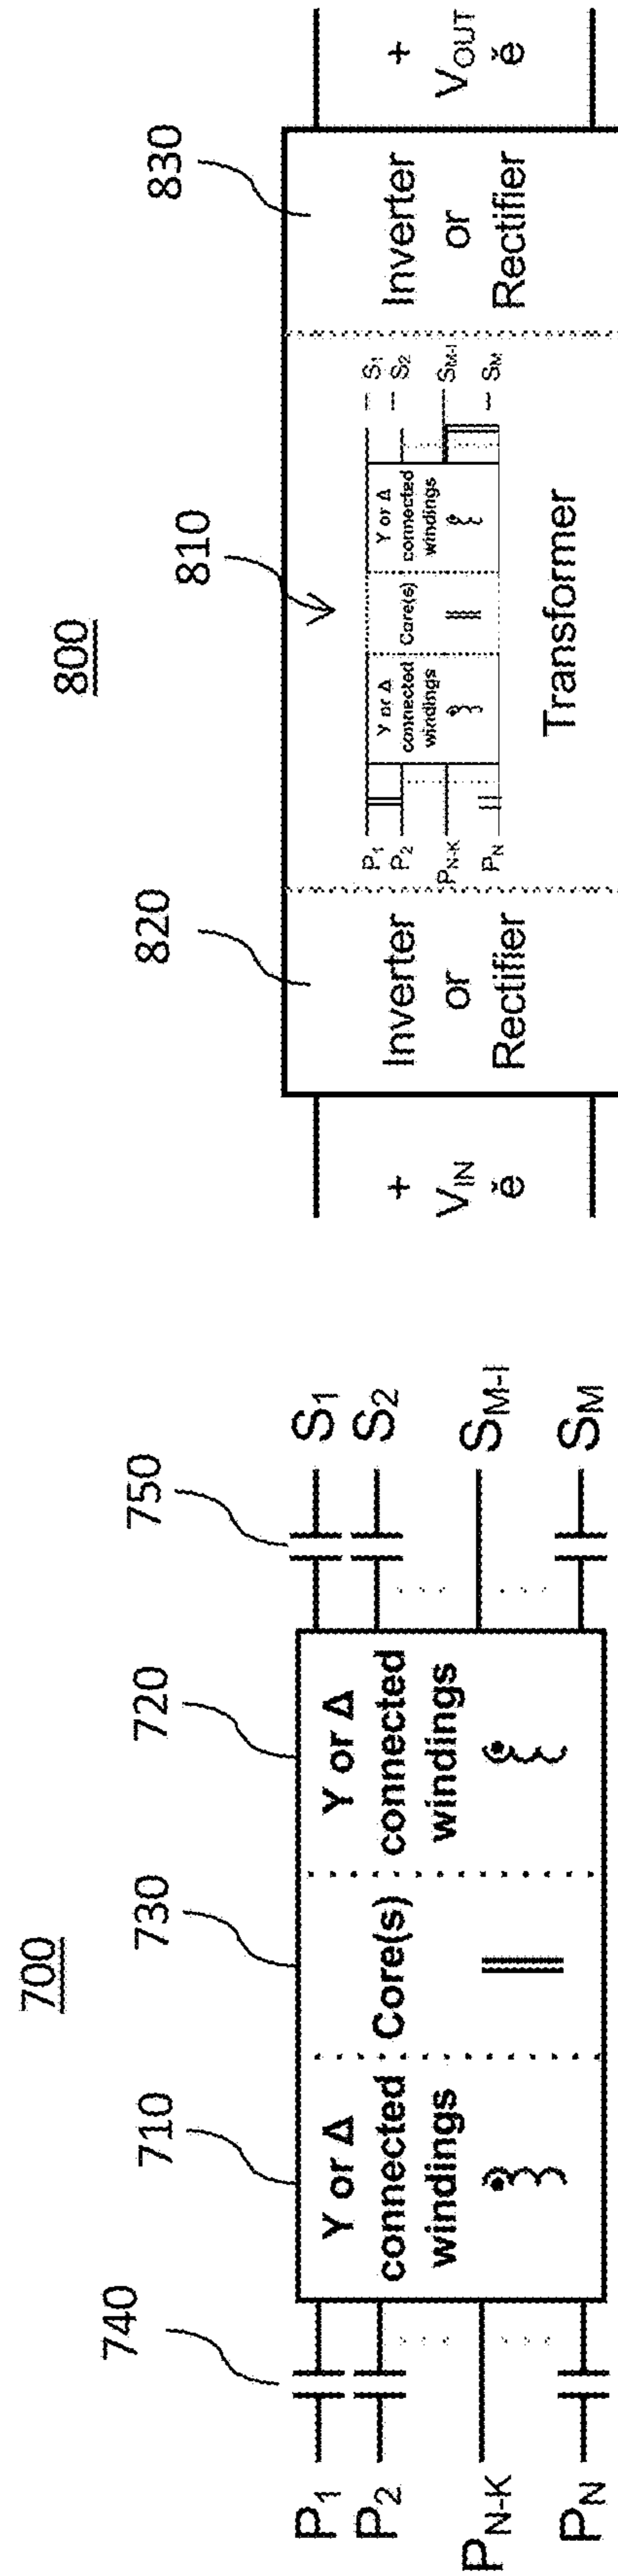 700
740
710
730
720
750
P1
P2
PN-K
PN
Y or Δ
connected
windings
Core(s)
Y or Δ
connected
windings
S1
S2
SM-I
SM
800
820
810
830
+
VIN
ě
Inverter
or
Rectifier
P1
P2
PN-K
PN
Y or Δ
connected
windings
Core(s)
Y or Δ
connected
windings
S1
S2
SM-I
SM
Transformer
Inverter
or
Rectifier
+
VOUT
ě